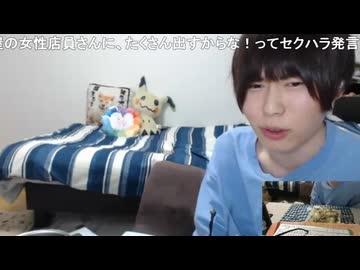 の女性店員さんに、たくさん出すからな！ってセクハラ発言